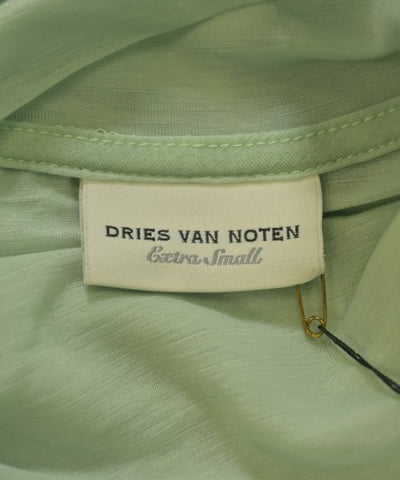 DRIES VAN NOTEN
Extra Small